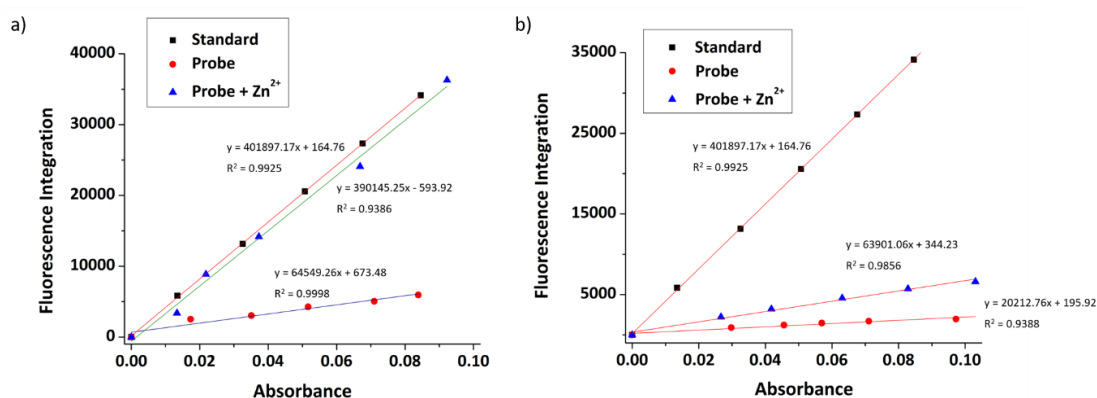 a)
Standard
Probe
Probe + Zn²⁺
40000
30000
20000
10000
0
Fluorescence Integration
y = 401897.17x + 164.76
R² = 0.9925
y = 390145.25x - 593.92
R² = 0.9386
y = 64549.26x + 673.48
R² = 0.9998
0.00 0.02 0.04 0.06 0.08 0.10
Absorbance
b)
Standard
Probe
Probe + Zn²⁺
35000
25000
15000
5000
Fluorescence Integration
y = 401897.17x + 164.76
R² = 0.9925
y = 63901.06x + 344.23
R² = 0.9856
y = 20212.76x + 195.92
R² = 0.9388
0.00 0.02 0.04 0.06 0.08 0.10
Absorbance